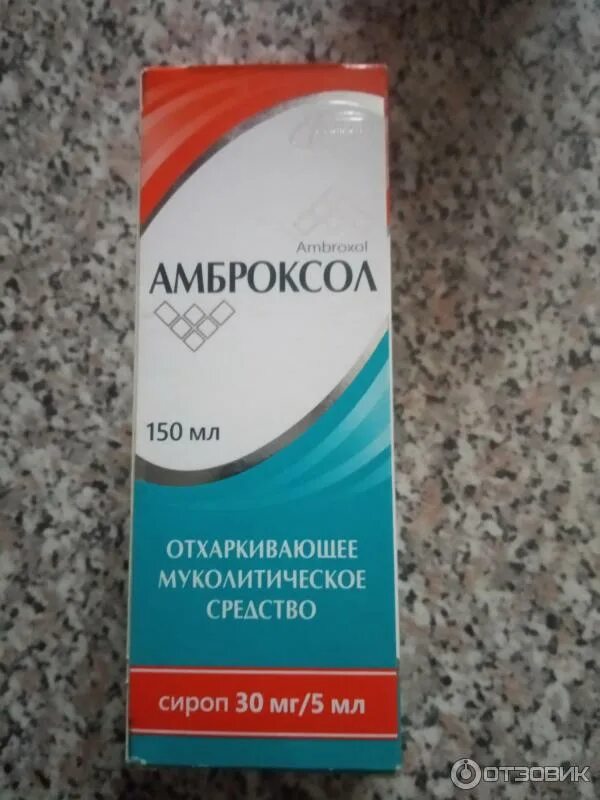 Ambroxol
АМБРОКСОЛ
150 мл
ОТХАРКИВАЮЩЕЕ
МУКОЛИТИЧЕСКОЕ
СРЕДСТВО
сироп 30 мг/5 мл
ОТЗОВИК